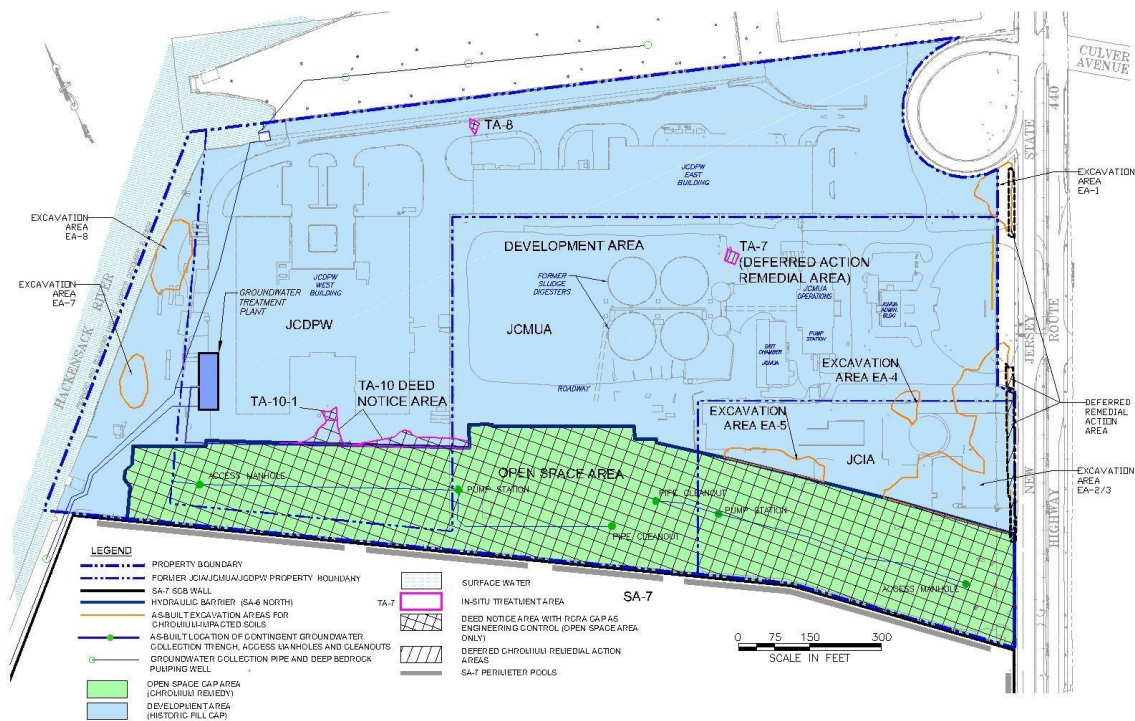 CULVER
AVENUE
STATE
440
NEW
JERSEY
ROUTE
HIGHWAY
HACKENSACK RIVER
TA-8
JCDPW
EAST
BUILDING
EXCAVATION
AREA
EA-1
EXCAVATION
AREA
EA-8
EXCAVATION
AREA
EA-7
DEVELOPMENT AREA
TA-7
(DEFERRED ACTION
REMEDIAL AREA)
FORMER
SLUDGE
DIGESTERS
JCDPW
WEST
BUILDING
GROUNDWATER
TREATMENT
PLANT
JCMUA
OPERATIONS
JCMUA
ADMIN.
BLDG
JCDPW
JCMUA
GRIT
CHAMBER
JCMUA
PUMP
STATION
EXCAVATION
AREA EA-4
ROADWAY
TA-10 DEED
NOTICE AREA
TA-10-1
EXCAVATION
AREA EA-5
JCIA
DEFERRED
REMEDIAL
ACTION
AREA
EXCAVATION
AREA
EA-2/3
OPEN SPACE AREA
ACCESS MANHOLE
PUMP STATION
PIPE CLEANOUT
PUMP STATION
PIPE CLEANOUT
ACCESS MANHOLE
SA-7
LEGEND
PROPERTY BOUNDARY
FORMER JCIA/JCMUA/JCDPW PROPERTY BOUNDARY
SA-7 SCB WALL
HYDRAULIC BARRIER (SA-6 NORTH)
AS-BUILT EXCAVATION AREAS FOR
CHROMIUM-IMPACTED SOILS
AS-BUILT LOCATION OF CONTINGENT GROUNDWATER
COLLECTION TRENCH, ACCESS MANHOLES AND CLEANOUTS
GROUNDWATER COLLECTION PIPE AND DEEP BEDROCK
PUMPING WELL
OPEN SPACE CAP AREA
(CHROMIUM REMEDY)
DEVELOPMENT AREA
(HISTORIC FILL CAP)
SURFACE WATER
TA-7
IN-SITU TREATMENT AREA
DEED NOTICE AREA WITH RCRA CAP AS
ENGINEERING CONTROL (OPEN SPACE AREA
ONLY)
DEFERED CHROMIUM REMEDIAL ACTION
AREAS
SA-7 PERIMETER POOLS
0 75 150 300
SCALE IN FEET